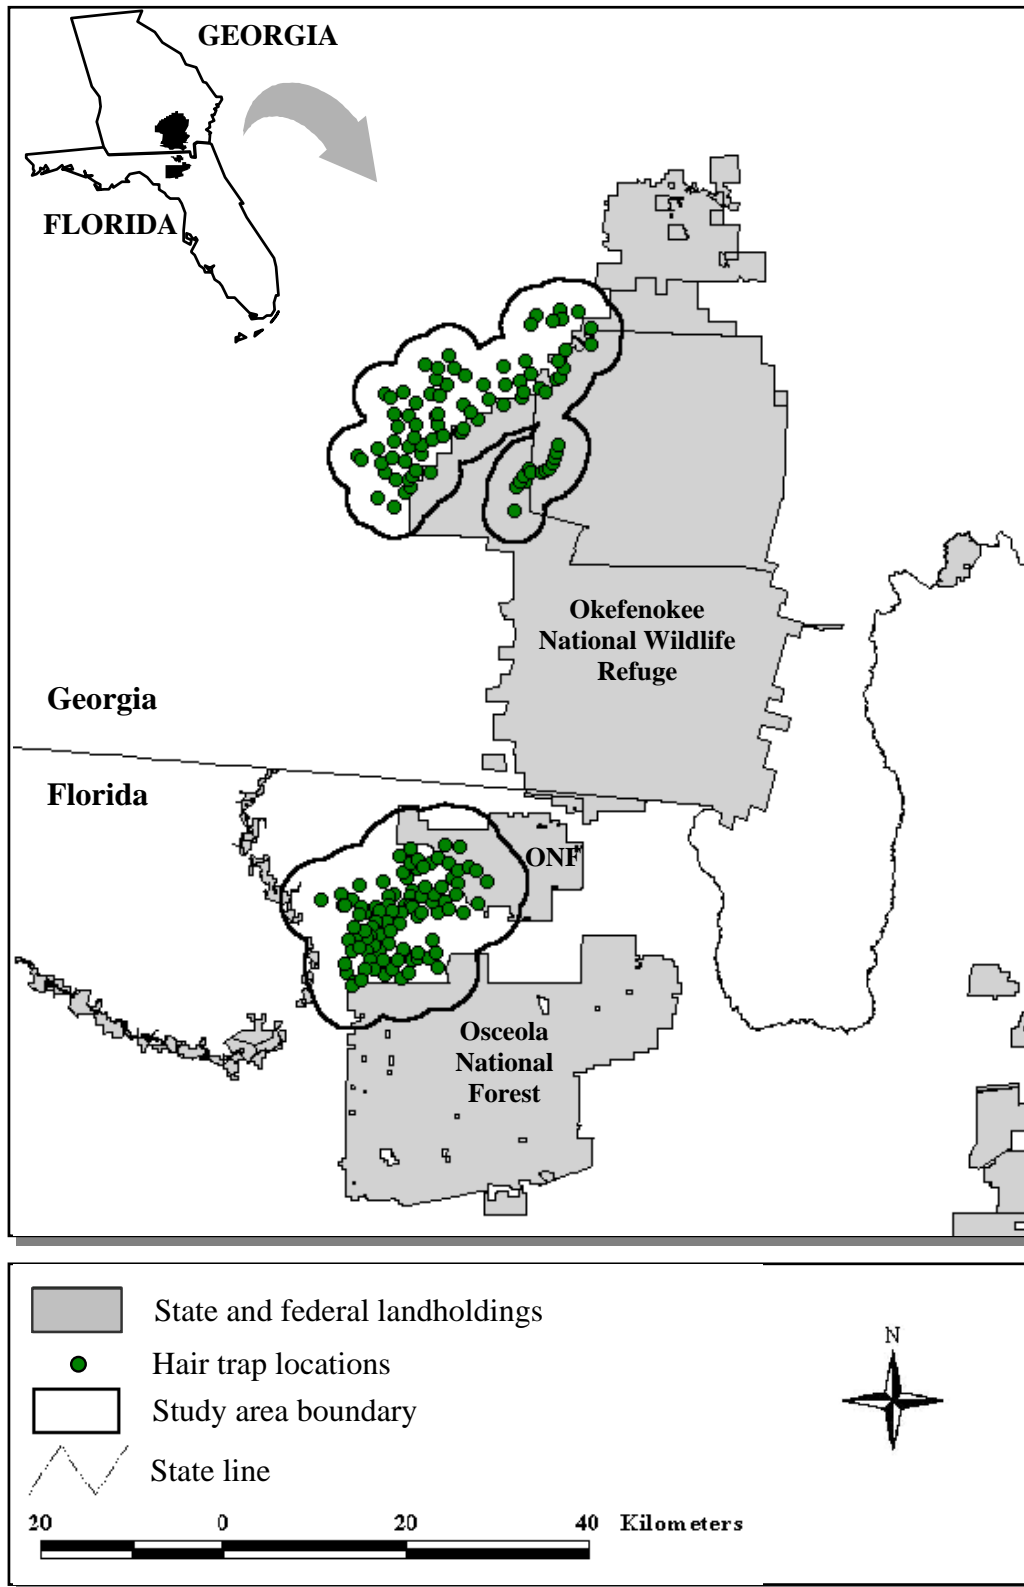 GEORGIA
FLORIDA
Okefenokee
National Wildlife
Refuge
Georgia
Florida
ONF
Osceola
National
Forest
State and federal landholdings
Hair trap locations
Study area boundary
State line
N
20 0 20 40 Kilometers